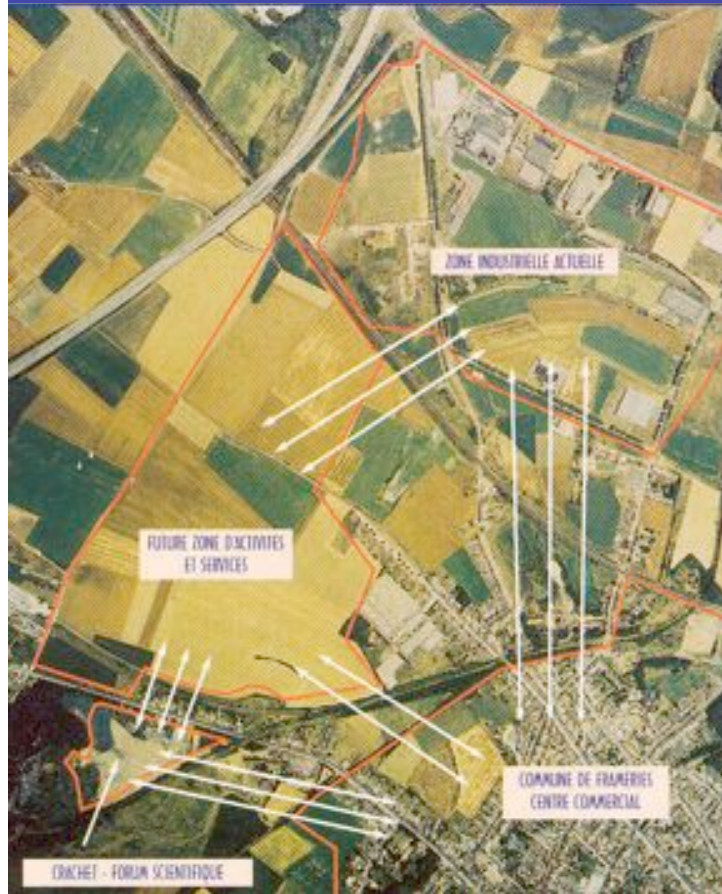 ZONE INDUSTRIELLE ACTUELLE
FUTURE ZONE D'ACTIVITES
ET SERVICES
COMMUNE DE FRAMERIES
CENTRE COMMERCIAL
CRACHET - FORUM SCIENTIFIQUE